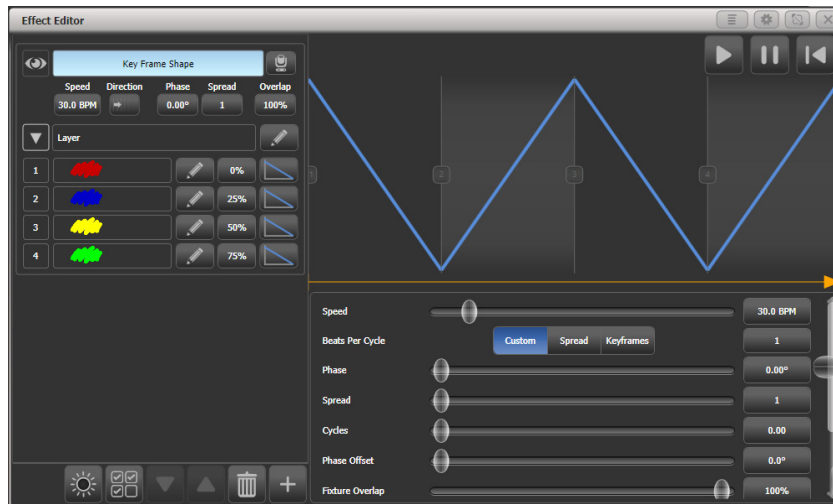 Effect Editor
Key Frame Shape
Speed Direction Phase Spread Overlap
30.0 BPM 0.00° 1 100%
Layer
1 0%
2 25%
3 50%
4 75%
1 2 3 4
Speed 30.0 BPM
Beats Per Cycle Custom Spread Keyframes 1
Phase 0.00°
Spread 1
Cycles 0.00
Phase Offset 0.0°
Fixture Overlap 100%